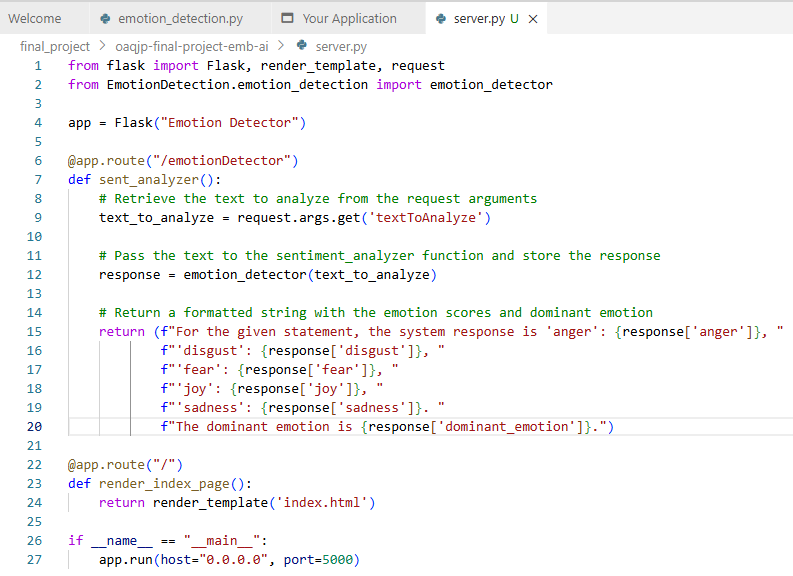 Welcome emotion_detection.py Your Application server.py U ×
final_project > oaqjp-final-project-emb-ai > server.py
1 from flask import Flask, render_template, request
2 from EmotionDetection.emotion_detection import emotion_detector
3
4 app = Flask("Emotion Detector")
5
6 @app.route("/emotionDetector")
7 def sent_analyzer():
8     # Retrieve the text to analyze from the request arguments
9     text_to_analyze = request.args.get('textToAnalyze')
10
11     # Pass the text to the sentiment_analyzer function and store the response
12     response = emotion_detector(text_to_analyze)
13
14     # Return a formatted string with the emotion scores and dominant emotion
15     return (f"For the given statement, the system response is 'anger': {response['anger']}, "
16             f"'disgust': {response['disgust']}, "
17             f"'fear': {response['fear']}, "
18             f"'joy': {response['joy']}, "
19             f"'sadness': {response['sadness']}. "
20             f"The dominant emotion is {response['dominant_emotion']}.")
21
22 @app.route("/")
23 def render_index_page():
24     return render_template('index.html')
25
26 if __name__ == "__main__":
27     app.run(host="0.0.0.0", port=5000)